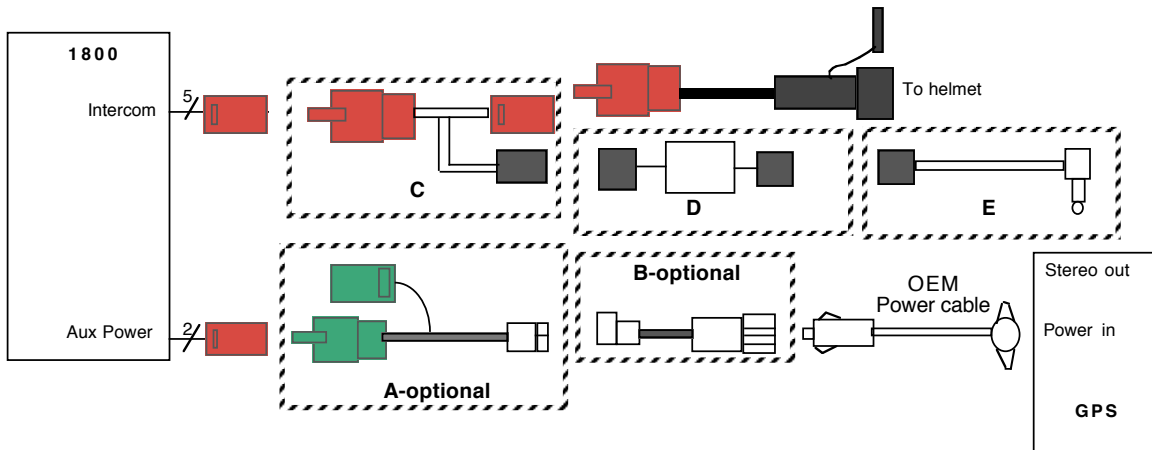 1800
Intercom
5
C
To helmet
D
E
Aux Power
2
A-optional
B-optional
OEM
Power cable
Stereo out
Power in
GPS